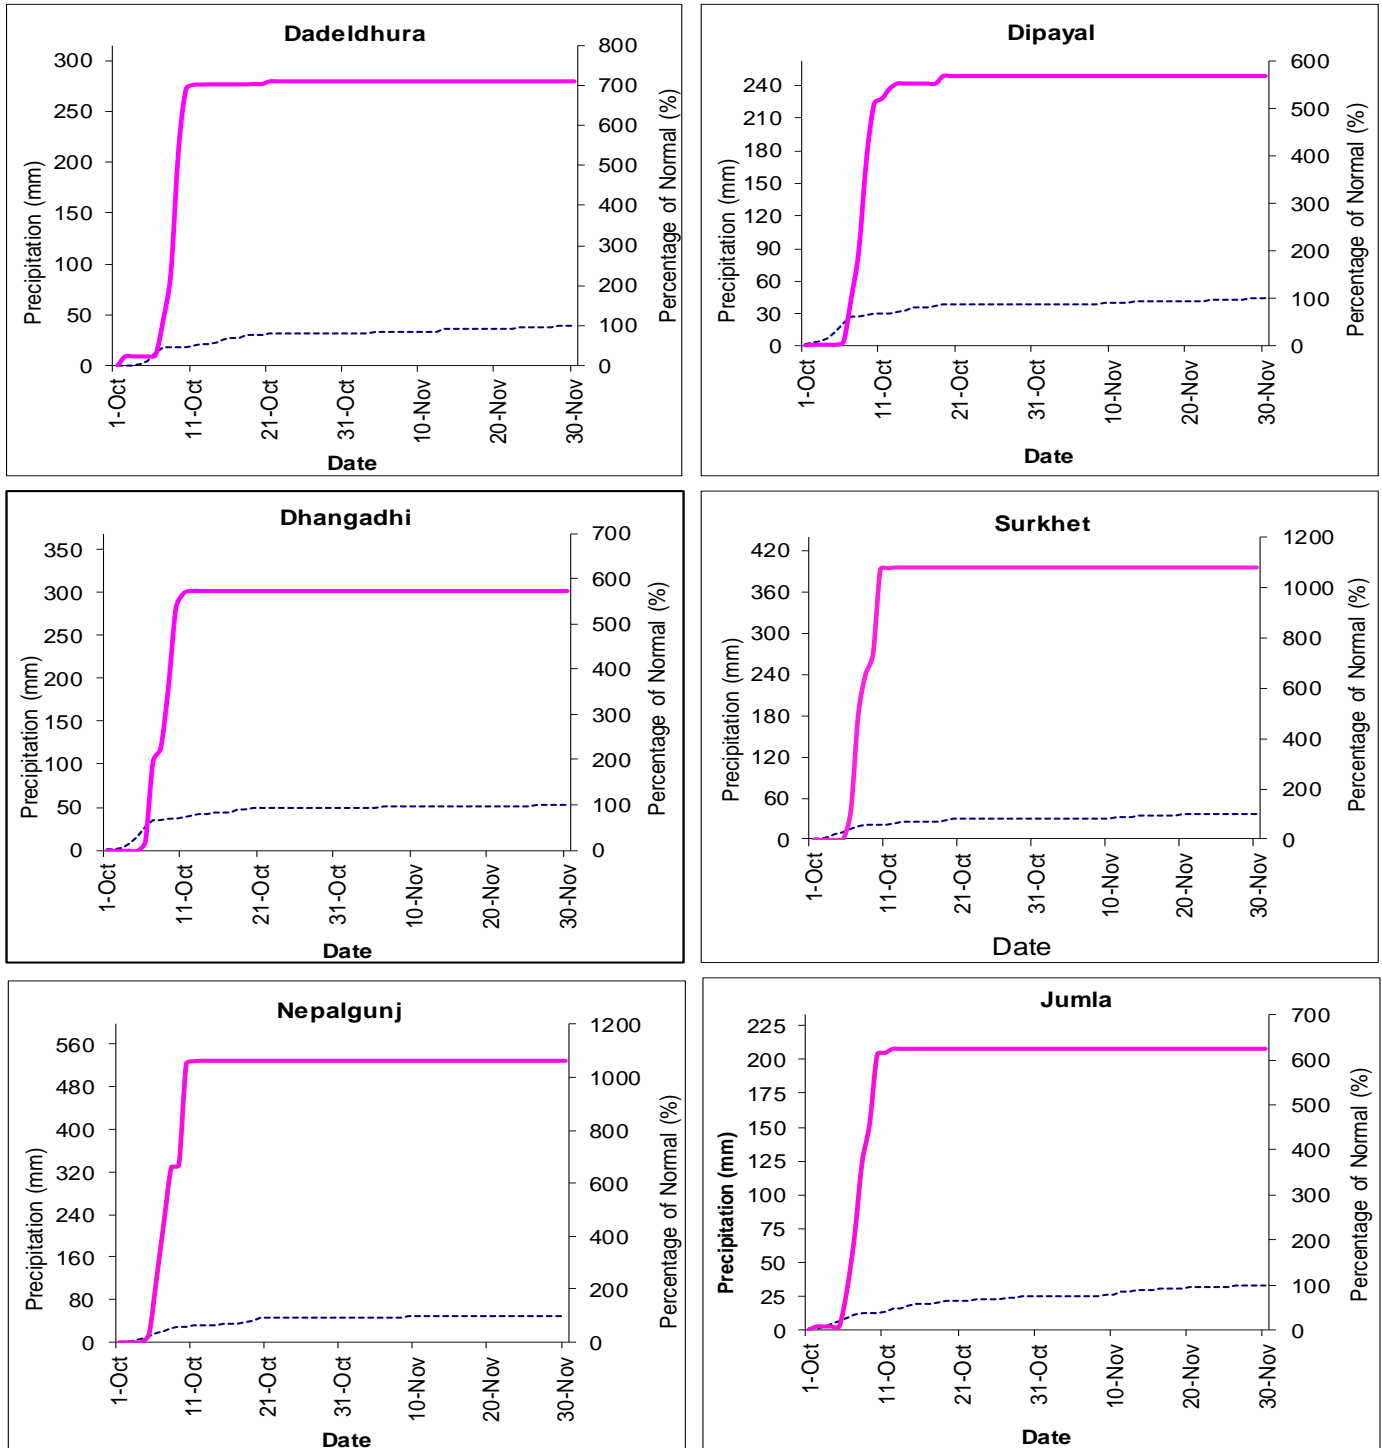 Dadeldhura
Precipitation (mm)
300
250
200
150
100
50
0
800
700
600
500
400
300
200
100
0
Percentage of Normal (%)
1-Oct
11-Oct
21-Oct
31-Oct
10-Nov
20-Nov
30-Nov
Date
Dipayal
Precipitation (mm)
240
210
180
150
120
90
60
30
0
600
500
400
300
200
100
0
Percentage of Normal (%)
1-Oct
11-Oct
21-Oct
31-Oct
10-Nov
20-Nov
30-Nov
Date
Dhangadhi
Precipitation (mm)
350
300
250
200
150
100
50
0
700
600
500
400
300
200
100
0
Percentage of Normal (%)
1-Oct
11-Oct
21-Oct
31-Oct
10-Nov
20-Nov
30-Nov
Date
Surkhet
Precipitation (mm)
420
360
300
240
180
120
60
0
1200
1000
800
600
400
200
0
Percentage of Normal (%)
1-Oct
11-Oct
21-Oct
31-Oct
10-Nov
20-Nov
30-Nov
Date
Nepalgunj
Precipitation (mm)
560
480
400
320
240
160
80
0
1200
1000
800
600
400
200
0
Percentage of Normal (%)
1-Oct
11-Oct
21-Oct
31-Oct
10-Nov
20-Nov
30-Nov
Date
Jumla
Precipitation (mm)
225
200
175
150
125
100
75
50
25
0
700
600
500
400
300
200
100
0
Percentage of Normal (%)
1-Oct
11-Oct
21-Oct
31-Oct
10-Nov
20-Nov
30-Nov
Date